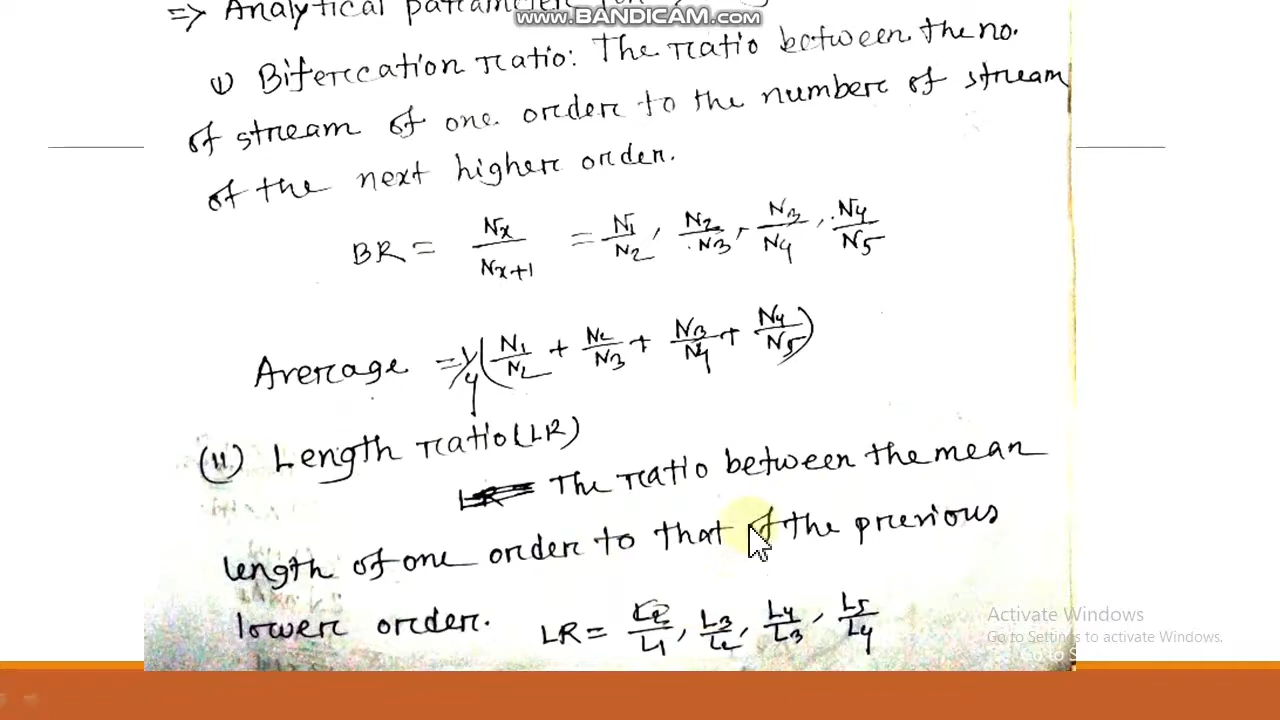 => Analytical parameter for
www.BANDICAM.com
(i) Bifercation ratio: The ratio between the no.
of stream of one order to the number of stream
of the next higher order.
BR = Nx/Nx+1 = N1/N2, N2/N3, N3/N4, N4/N5
Average = 1/4 (N1/N2 + N2/N3 + N3/N4 + N4/N5)
(ii) Length ratio (LR)
The ratio between the mean
length of one order to that of the previous
lower order. LR = L2/L1, L3/L2, L4/L3, L5/L4
Activate Windows
Go to Settings to activate Windows.
Go to S